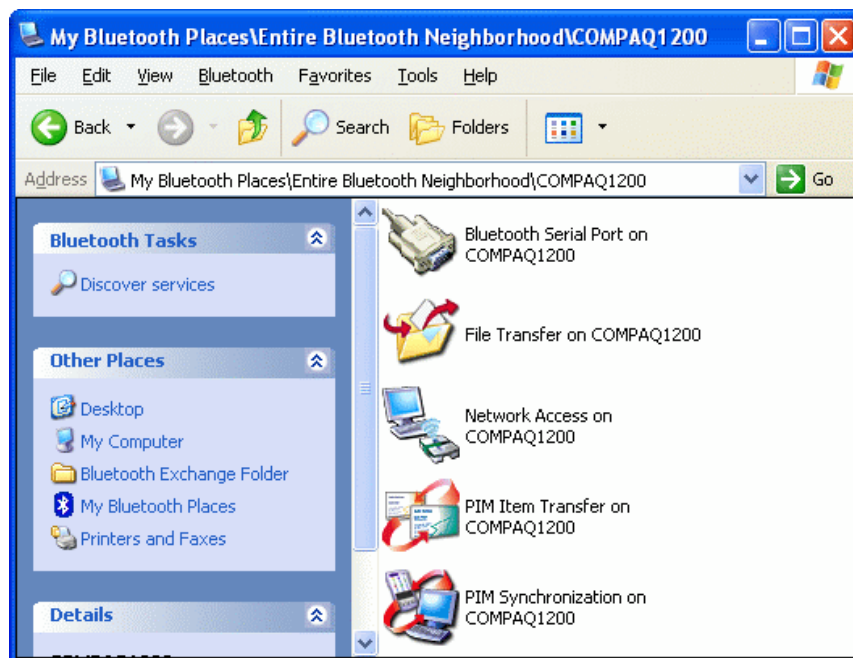 My Bluetooth Places\Entire Bluetooth Neighborhood\COMPAQ1200
File Edit View Bluetooth Favorites Tools Help
Back Search Folders
Address My Bluetooth Places\Entire Bluetooth Neighborhood\COMPAQ1200 Go
Bluetooth Tasks
Discover services
Other Places
Desktop
My Computer
Bluetooth Exchange Folder
My Bluetooth Places
Printers and Faxes
Details
Bluetooth Serial Port on
COMPAQ1200
File Transfer on COMPAQ1200
Network Access on
COMPAQ1200
PIM Item Transfer on
COMPAQ1200
PIM Synchronization on
COMPAQ1200